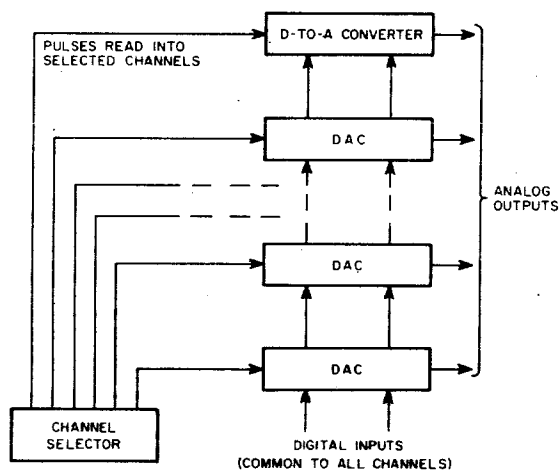 D-TO-A CONVERTER
PULSES READ INTO
SELECTED CHANNELS
DAC
ANALOG
OUTPUTS
DAC
DAC
CHANNEL
SELECTOR
DIGITAL INPUTS
(COMMON TO ALL CHANNELS)